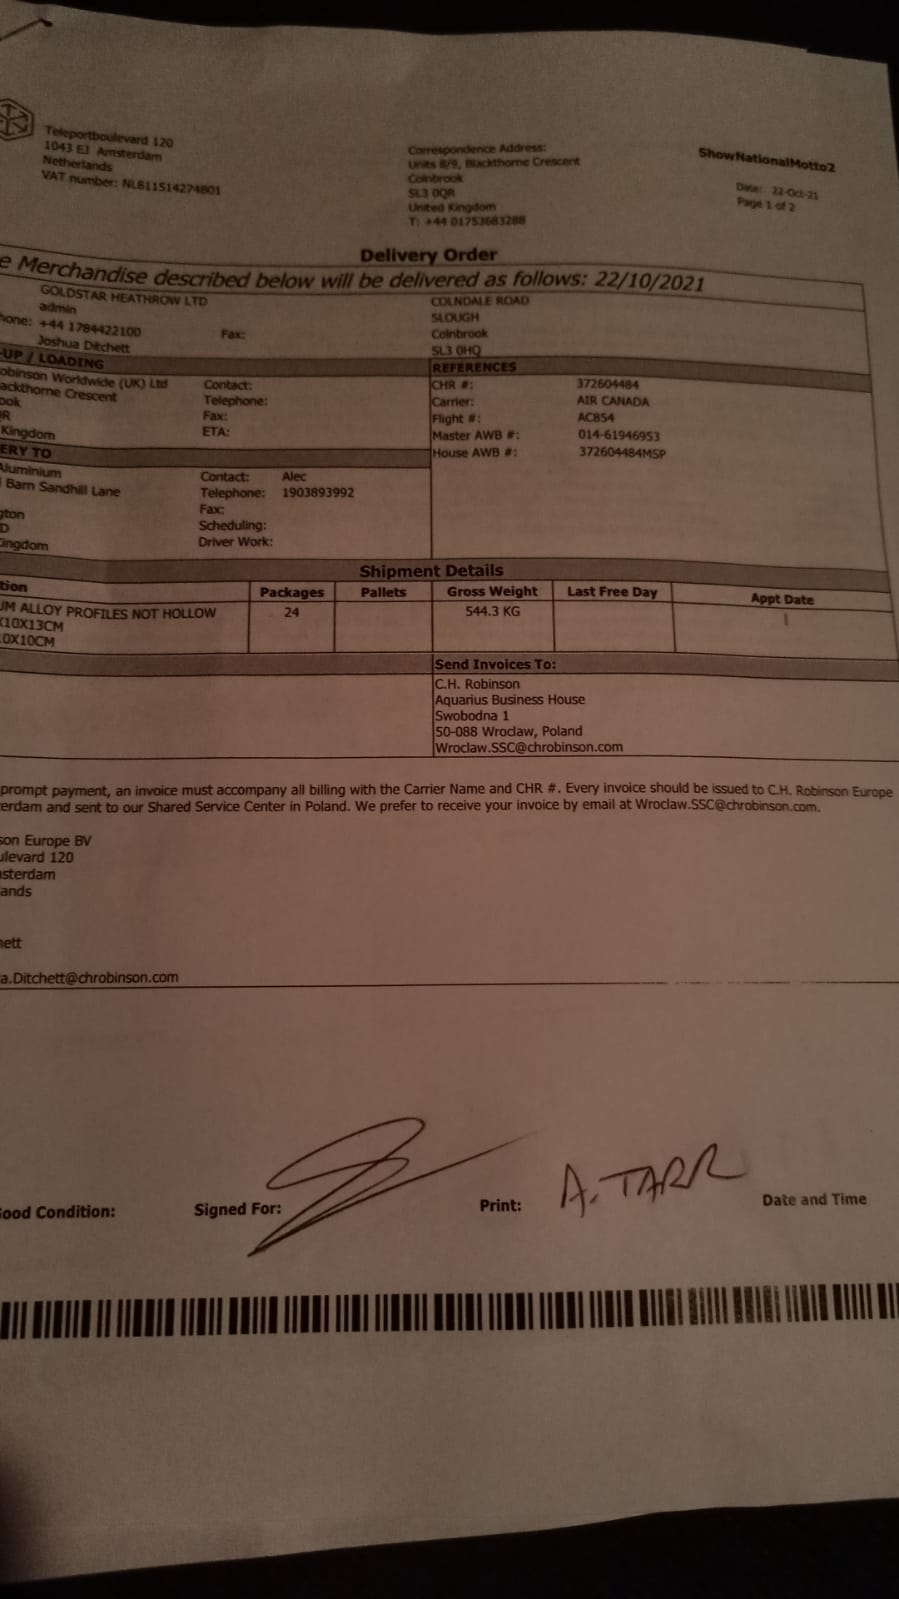 Teleportboulevard 120
1043 EJ Amsterdam
Netherlands
VAT number: NL811514274B01
Correspondence Address:
Units 8/9, Blackthorne Crescent
Colnbrook
SL3 0QR
United Kingdom
T: +44 01753683288
ShowNationalMotto2
Date: 22-Oct-21
Page 1 of 2
Delivery Order
e Merchandise described below will be delivered as follows: 22/10/2021
GOLDSTAR HEATHROW LTD
admin
hone: +44 1784422100 Fax:
Joshua Ditchett
COLNDALE ROAD
SLOUGH
Colnbrook
SL3 0HQ
-UP / LOADING
obinson Worldwide (UK) Ltd Contact:
ackthorne Crescent Telephone:
ook Fax:
R ETA:
Kingdom
REFERENCES
CHR #: 372604484
Carrier: AIR CANADA
Flight #: AC854
Master AWB #: 014-61946953
House AWB #: 372604484MSP
ERY TO
Aluminium Contact: Alec
Barn Sandhill Lane Telephone: 1903893992
Fax:
gton Scheduling:
D Driver Work:
Kingdom
Shipment Details
tion Packages Pallets Gross Weight Last Free Day Appt Date
UM ALLOY PROFILES NOT HOLLOW 24 544.3 KG
X10X13CM
0X10CM
Send Invoices To:
C.H. Robinson
Aquarius Business House
Swobodna 1
50-088 Wroclaw, Poland
Wroclaw.SSC@chrobinson.com
prompt payment, an invoice must accompany all billing with the Carrier Name and CHR #. Every invoice should be issued to C.H. Robinson Europe
erdam and sent to our Shared Service Center in Poland. We prefer to receive your invoice by email at Wroclaw.SSC@chrobinson.com.
son Europe BV
ulevard 120
nsterdam
ands
hett
a.Ditchett@chrobinson.com
ood Condition: Signed For: Print: A. TARR Date and Time